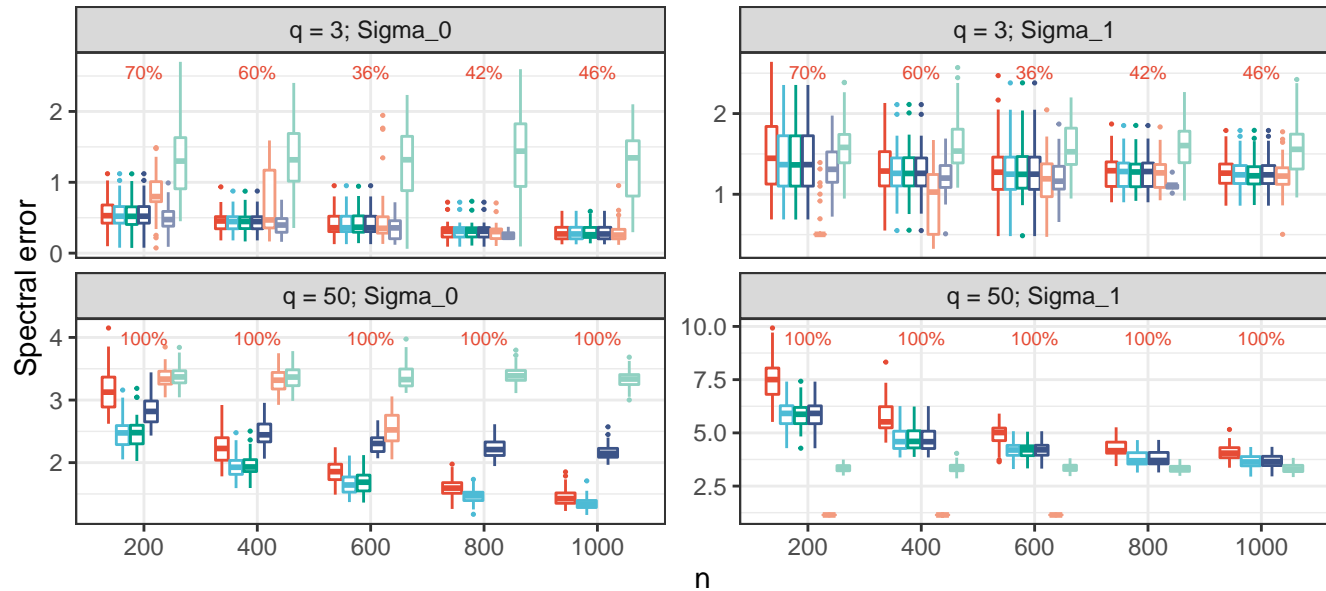 q = 3; Sigma_0
q = 3; Sigma_1
70% 60% 36% 42% 46%
70% 60% 36% 42% 46%
2
1
0
2
1
Spectral error
q = 50; Sigma_0
q = 50; Sigma_1
100% 100% 100% 100% 100%
100% 100% 100% 100% 100%
4
3
2
10.0
7.5
5.0
2.5
200 400 600 800 1000
200 400 600 800 1000
n